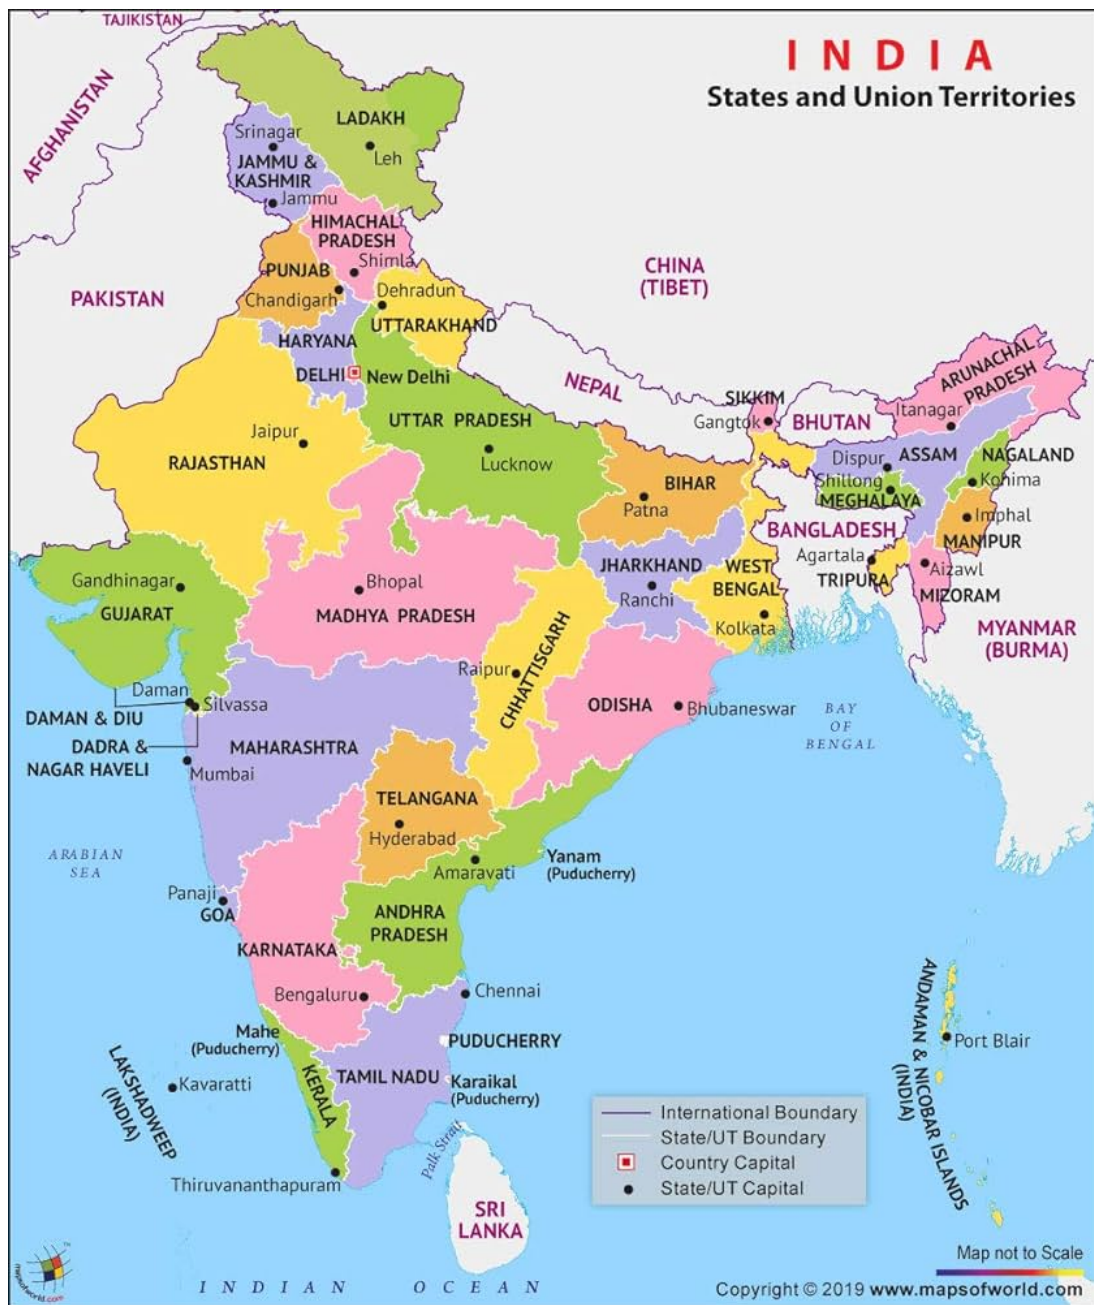 TAJIKISTAN
I N D I A
States and Union Territories
AFGHANISTAN
LADAKH
Srinagar
Leh
JAMMU &
KASHMIR
Jammu
HIMACHAL
PRADESH
Shimla
PUNJAB
Chandigarh
PAKISTAN
CHINA
(TIBET)
Dehradun
UTTARAKHAND
HARYANA
DELHI
New Delhi
NEPAL
SIKKIM
Gangtok
BHUTAN
ARUNACHAL
PRADESH
Itanagar
UTTAR PRADESH
Lucknow
Jaipur
RAJASTHAN
BIHAR
Patna
Dispur
ASSAM
NAGALAND
Shillong
MEGHALAYA
Kohima
Imphal
MANIPUR
BANGLADESH
Agartala
TRIPURA
Aizawl
MIZORAM
Gandhinagar
GUJARAT
Bhopal
MADHYA PRADESH
JHARKHAND
Ranchi
WEST
BENGAL
Kolkata
MYANMAR
(BURMA)
CHHATTISGARH
Raipur
Daman
Silvassa
DAMAN & DIU
DADRA &
NAGAR HAVELI
MAHARASHTRA
Mumbai
ODISHA
Bhubaneswar
BAY
OF
BENGAL
TELANGANA
Hyderabad
ARABIAN
SEA
Amaravati
Yanam
(Puducherry)
Panaji
GOA
ANDHRA
PRADESH
KARNATAKA
Bengaluru
Chennai
Mahe
(Puducherry)
PUDUCHERRY
LAKSHADWEEP
(INDIA)
Kavaratti
KERALA
TAMIL NADU
Karaikal
(Puducherry)
ANDAMAN & NICOBAR ISLANDS
(INDIA)
Port Blair
Palk Strait
Thiruvananthapuram
SRI
LANKA
International Boundary
State/UT Boundary
Country Capital
State/UT Capital
I N D I A N O C E A N
Map not to Scale
Copyright © 2019 www.mapsofworld.com
mapsofworld.com